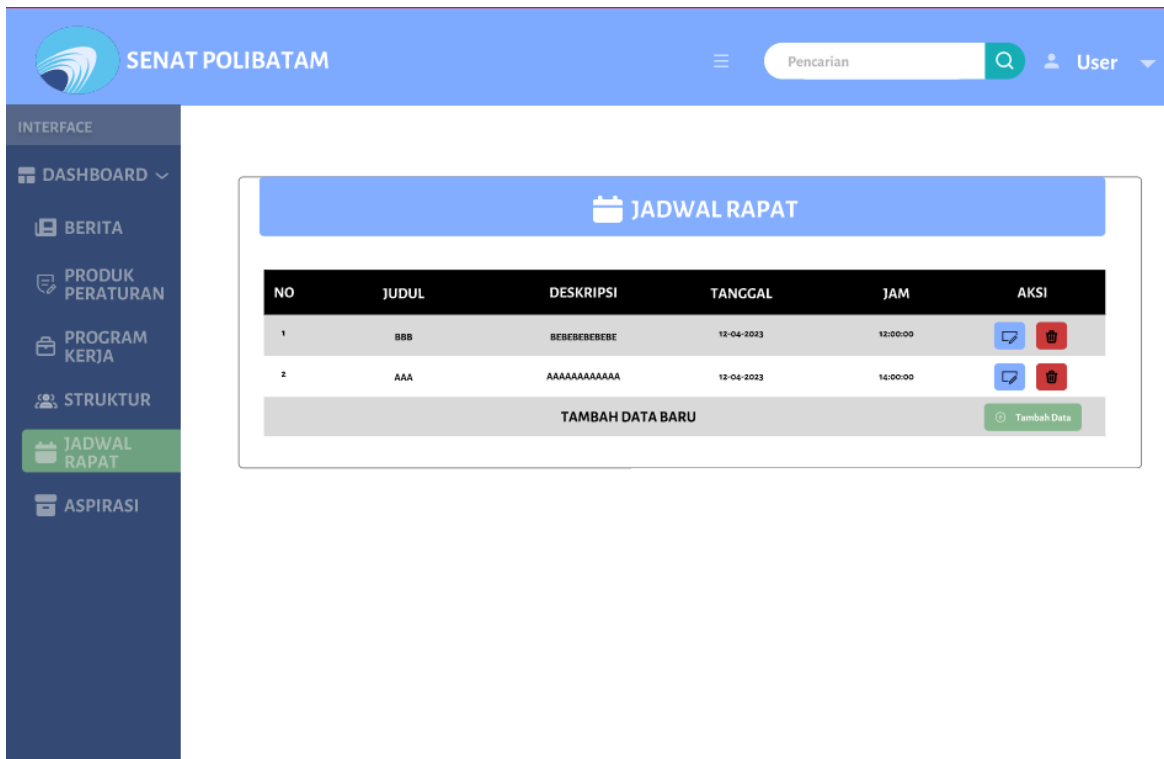 SENAT POLIBATAM
Pencarian
User
INTERFACE
DASHBOARD
BERITA
PRODUK
PERATURAN
PROGRAM
KERJA
STRUKTUR
JADWAL
RAPAT
ASPIRASI
JADWAL RAPAT
NO JUDUL DESKRIPSI TANGGAL JAM AKSI
1 BBB BEBEBEBEBEBE 12-04-2023 12:00:00
2 AAA AAAAAAAAAAAA 12-04-2023 14:00:00
TAMBAH DATA BARU Tambah Data